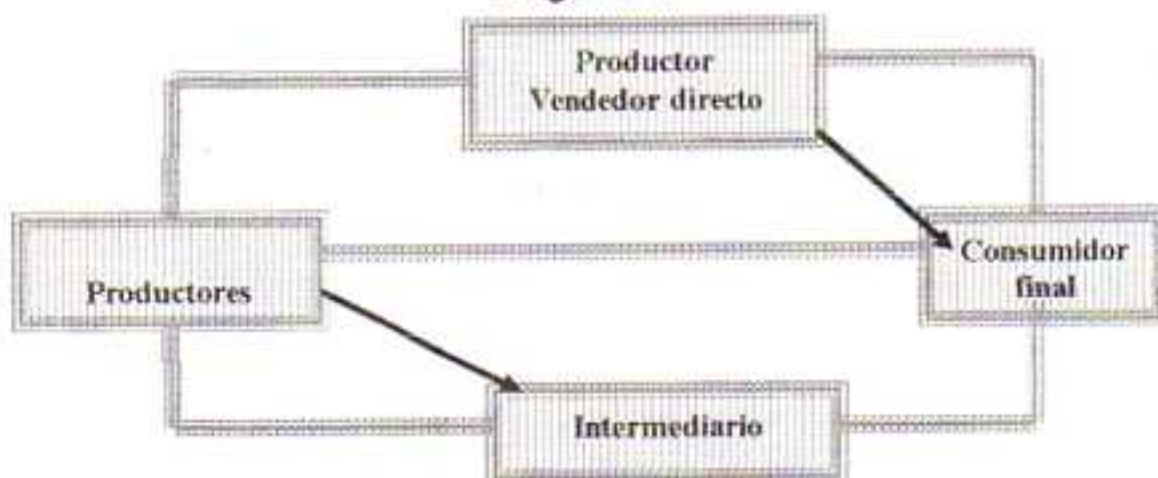 Productor
Vendedor directo
Consumidor
final
Productores
Intermediario